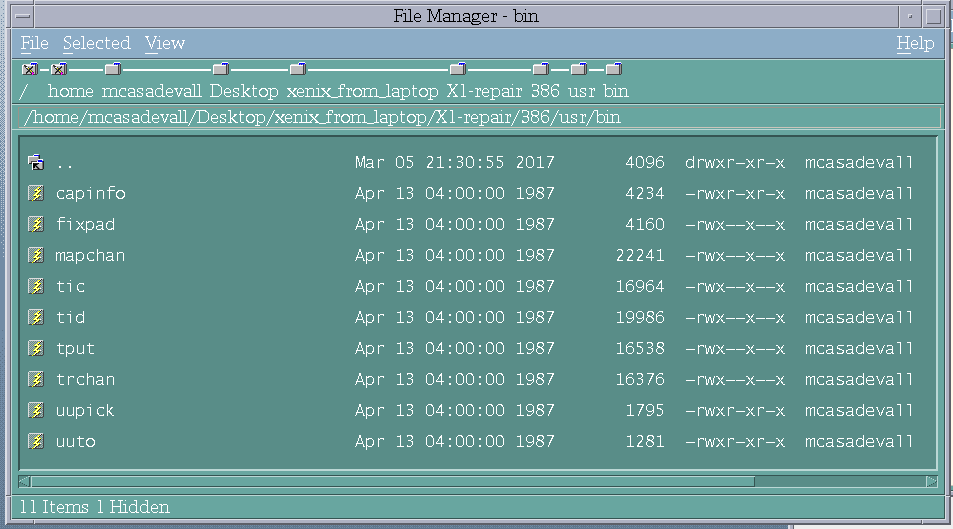 File Manager - bin
File Selected View Help
/ home mcasadevall Desktop xenix_from_laptop X1-repair 386 usr bin
/home/mcasadevall/Desktop/xenix_from_laptop/X1-repair/386/usr/bin
.. Mar 05 21:30:55 2017 4096 drwxr-xr-x mcasadevall
capinfo Apr 13 04:00:00 1987 4234 -rwxr-xr-x mcasadevall
fixpad Apr 13 04:00:00 1987 4160 -rwx--x--x mcasadevall
mapchan Apr 13 04:00:00 1987 22241 -rwx--x--x mcasadevall
tic Apr 13 04:00:00 1987 16964 -rwx--x--x mcasadevall
tid Apr 13 04:00:00 1987 19986 -rwx--x--x mcasadevall
tput Apr 13 04:00:00 1987 16538 -rwx--x--x mcasadevall
trchan Apr 13 04:00:00 1987 16376 -rwx--x--x mcasadevall
uupick Apr 13 04:00:00 1987 1795 -rwxr-xr-x mcasadevall
uuto Apr 13 04:00:00 1987 1281 -rwxr-xr-x mcasadevall
11 Items 1 Hidden